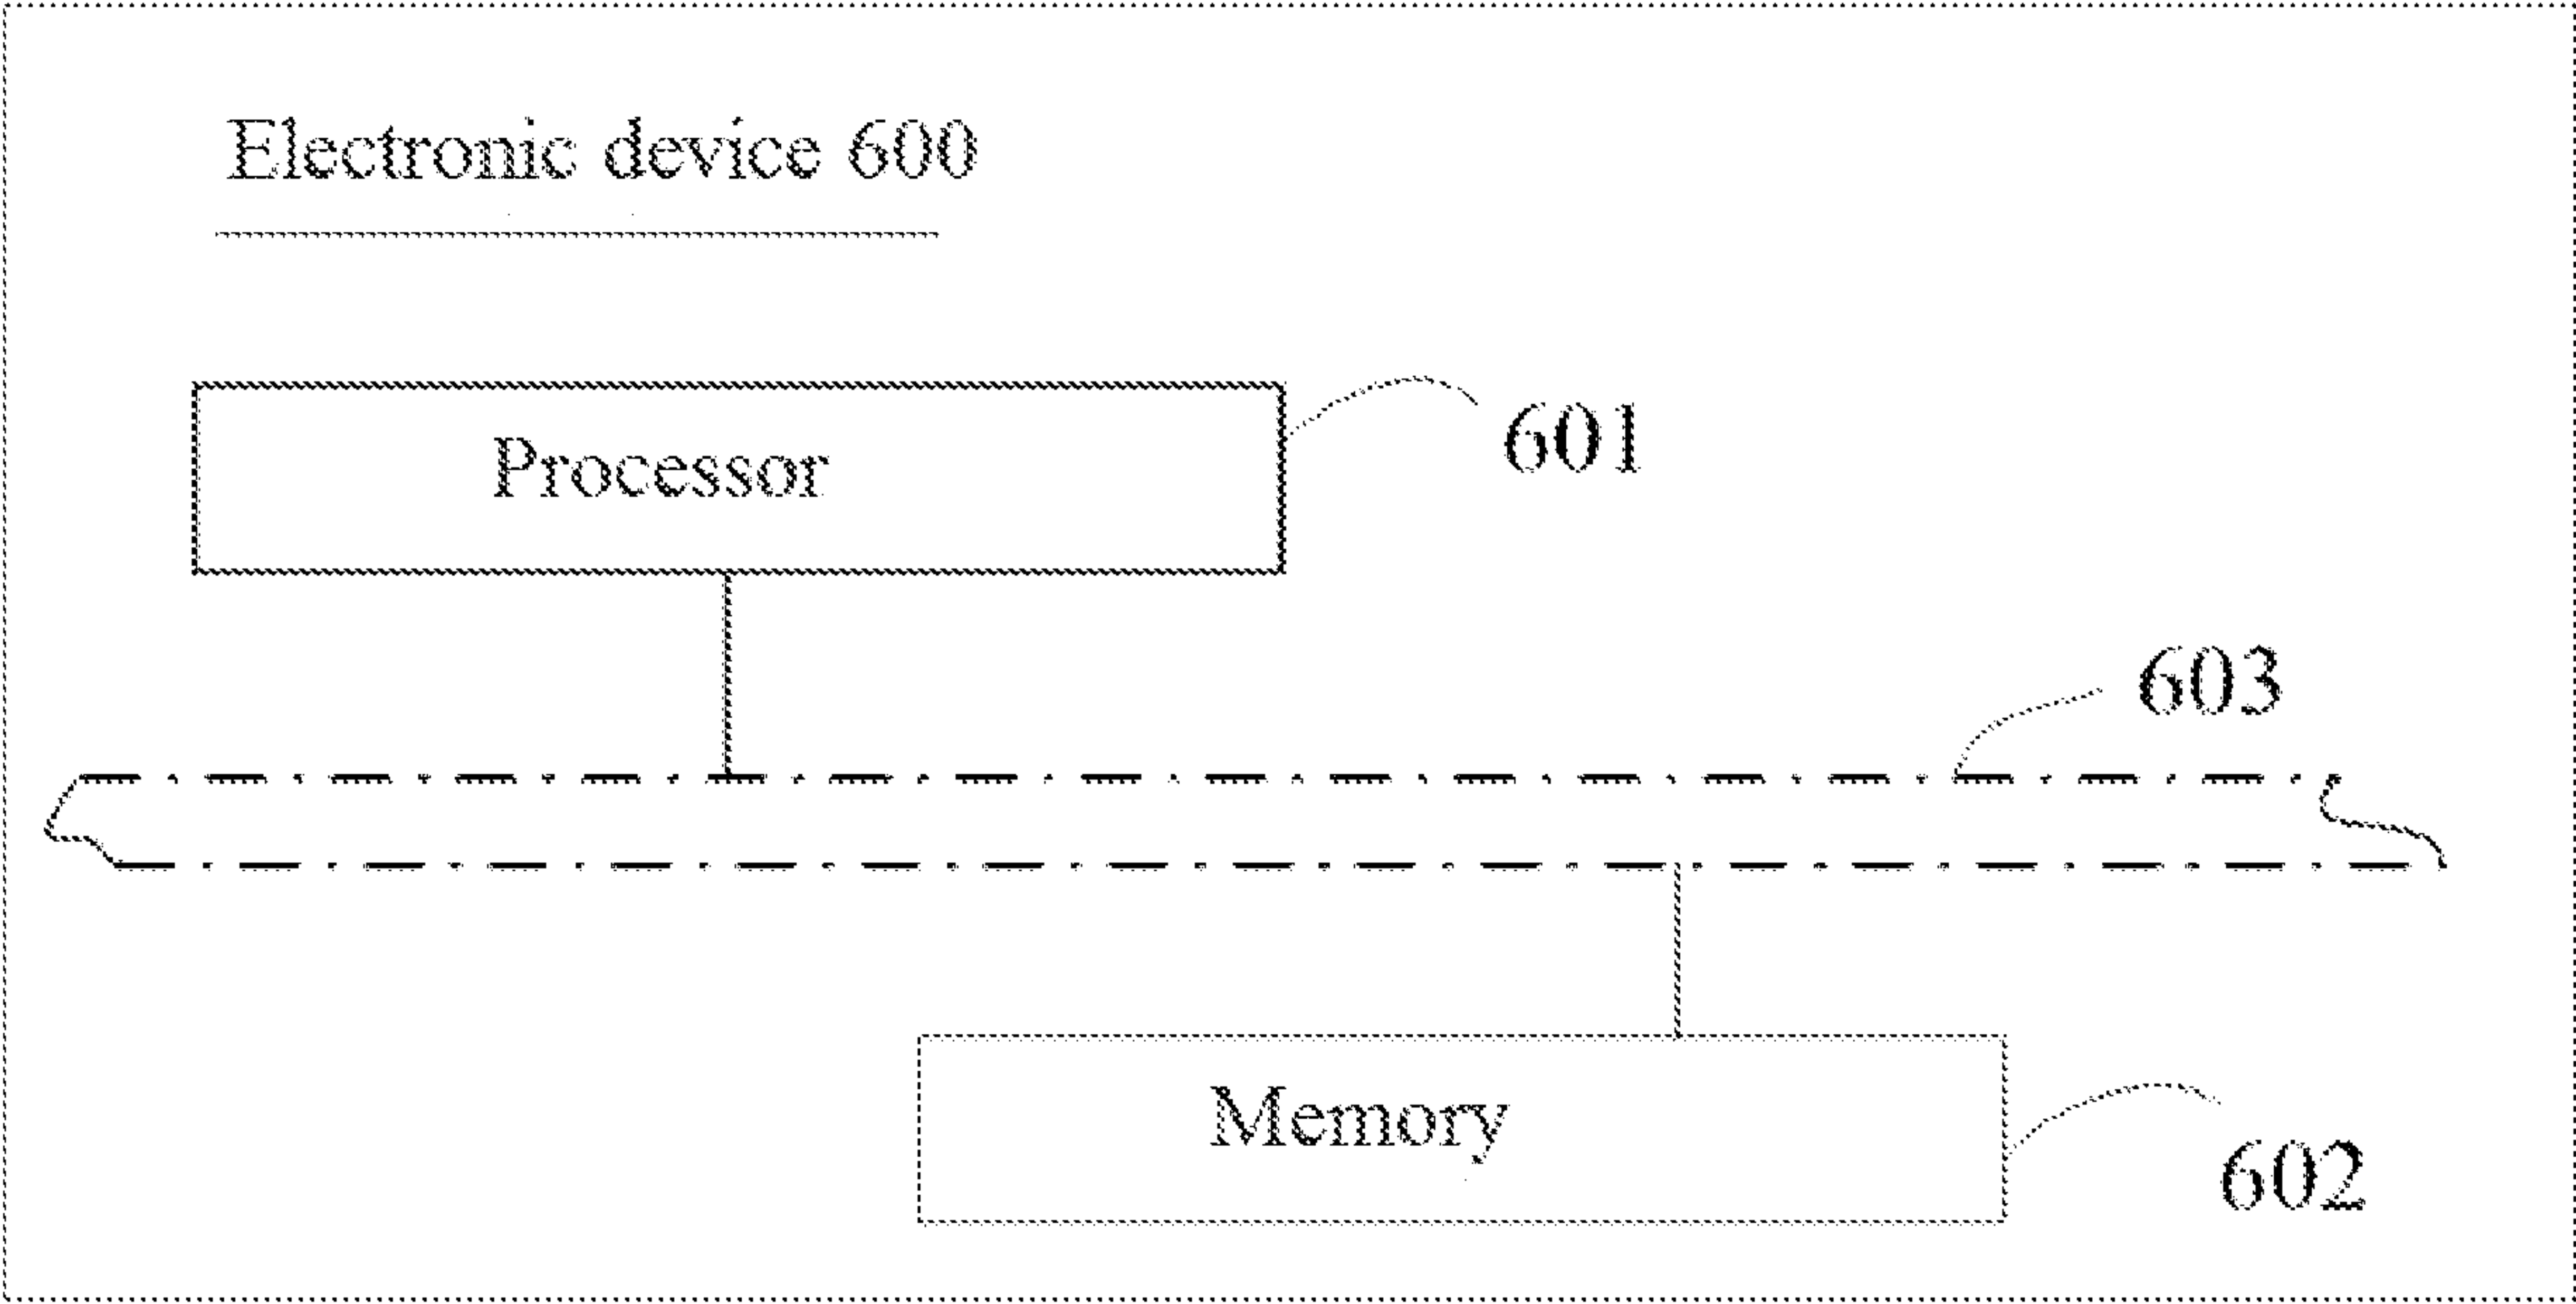 Electronic device 600
Processor
601
603
Memory
602